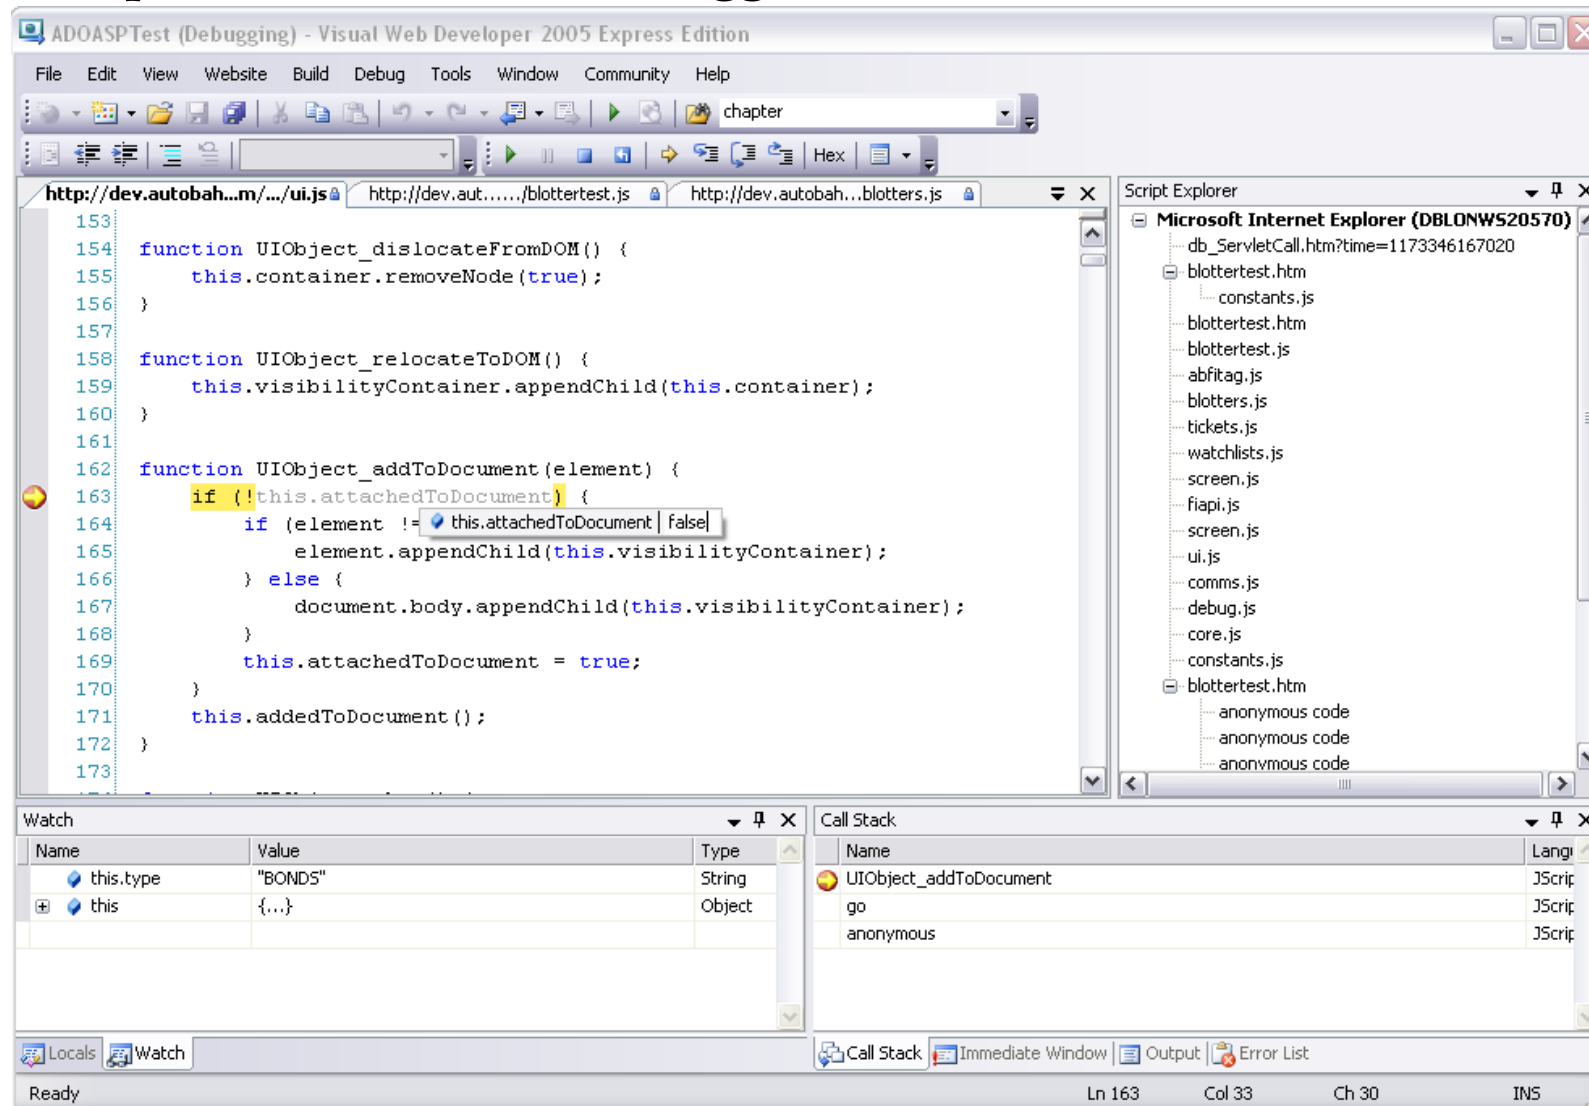 ADOASPTest (Debugging) - Visual Web Developer 2005 Express Edition
File Edit View Website Build Debug Tools Window Community Help
chapter
Hex
http://dev.autobah...m/.../ui.js http://dev.aut....../blottertest.js http://dev.autobah...blotters.js
153
154 function UIObject_dislocateFromDOM() {
155 this.container.removeNode(true);
156 }
157
158 function UIObject_relocateToDOM() {
159 this.visibilityContainer.appendChild(this.container);
160 }
161
162 function UIObject_addToDocument(element) {
163 if (!this.attachedToDocument) {
164 if (element !=
this.attachedToDocument | false
165 element.appendChild(this.visibilityContainer);
166 } else {
167 document.body.appendChild(this.visibilityContainer);
168 }
169 this.attachedToDocument = true;
170 }
171 this.addedToDocument();
172 }
173
Script Explorer
Microsoft Internet Explorer (DBLONWS20570)
db_ServletCall.htm?time=1173346167020
blottertest.htm
constants.js
blottertest.htm
blottertest.js
abfitag.js
blotters.js
tickets.js
watchlists.js
screen.js
fiapi.js
screen.js
ui.js
comms.js
debug.js
core.js
constants.js
blottertest.htm
anonymous code
anonymous code
anonymous code
Watch
Name Value Type
this.type "BONDS" String
this {...} Object
Locals Watch
Call Stack
Name Langu
UIObject_addToDocument JScrip
go JScrip
anonymous JScrip
Call Stack Immediate Window Output Error List
Ready Ln 163 Col 33 Ch 30 INS